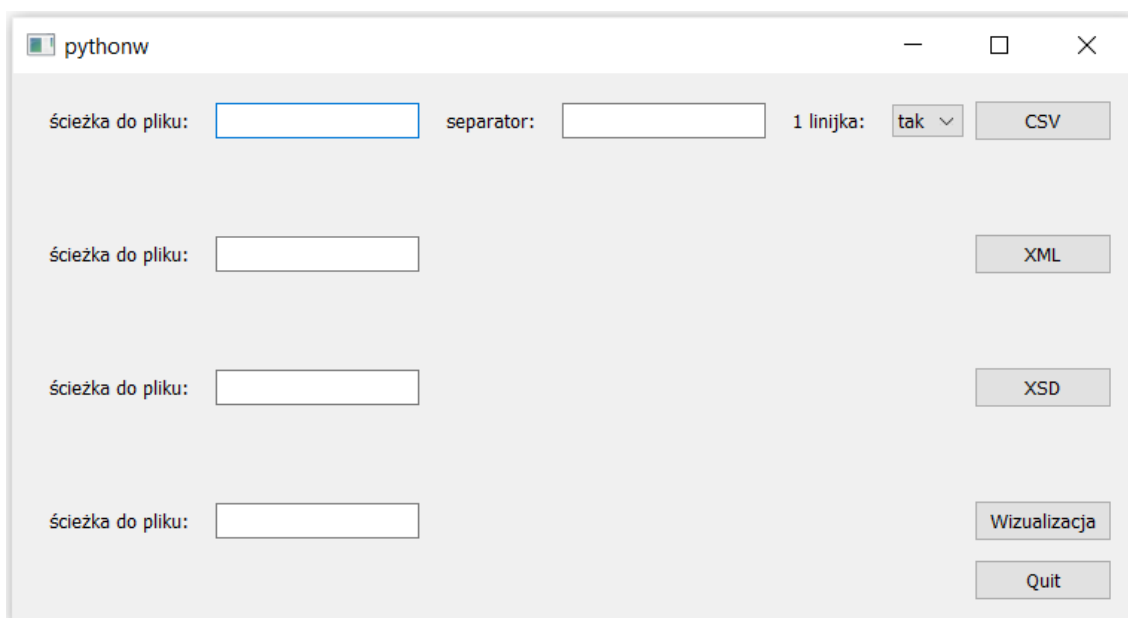 pythonw
ścieżka do pliku: separator: 1 linijka: tak CSV
ścieżka do pliku: XML
ścieżka do pliku: XSD
ścieżka do pliku: Wizualizacja
Quit